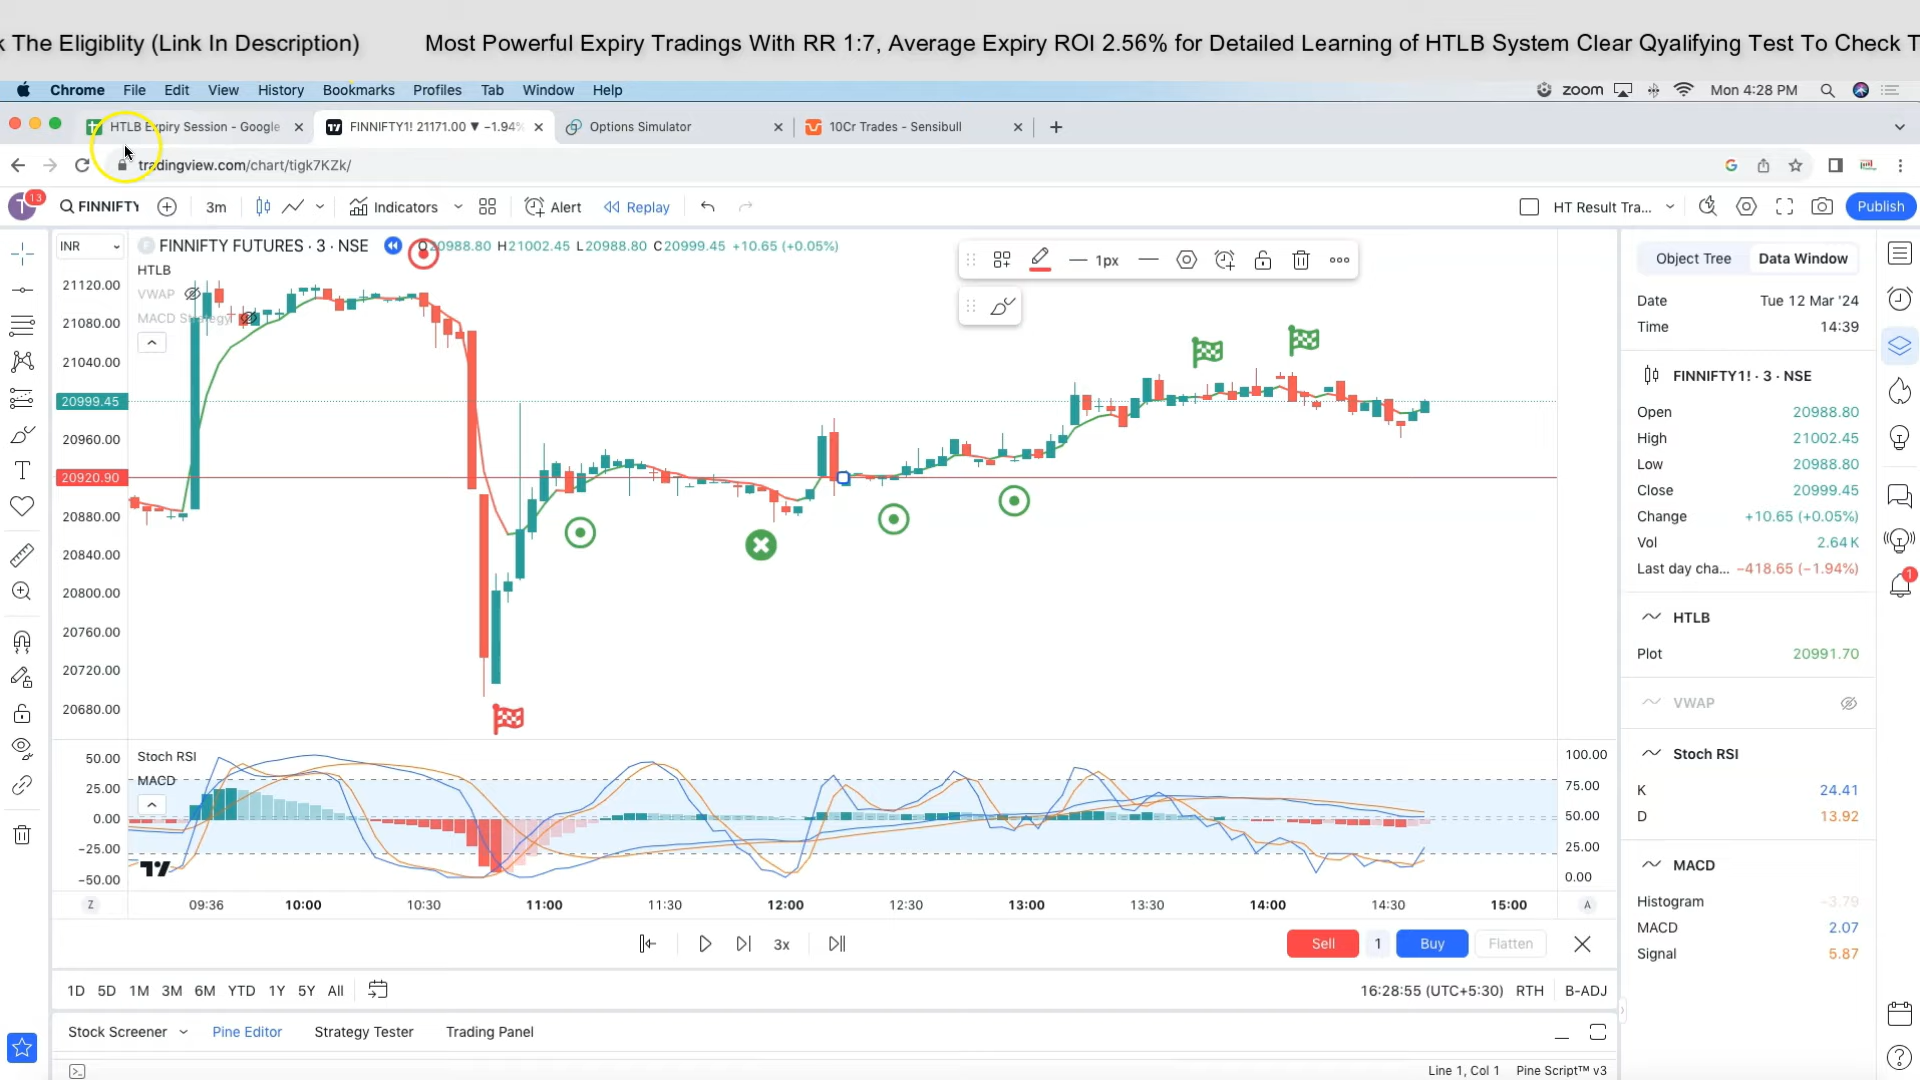 k The Eligiblity (Link In Description) Most Powerful Expiry Tradings With RR 1:7, Average Expiry ROI 2.56% for Detailed Learning of HTLB System Clear Qyalifying Test To Check T
Chrome File Edit View History Bookmarks Profiles Tab Window Help zoom Mon 4:28 PM
HTLB Expiry Session - Google FINNIFTY1! 21171.00 ▼ −1.94% Options Simulator 10Cr Trades - Sensibull
tradingview.com/chart/tigk7KZk/
T 13 FINNIFTY 3m Indicators Alert Replay HT Result Tra... Publish
INR FINNIFTY FUTURES · 3 · NSE O20988.80 H21002.45 L20988.80 C20999.45 +10.65 (+0.05%)
HTLB
VWAP
MACD Strategy
1px
21120.00
21080.00
21040.00
20999.45
20960.00
20920.90
20880.00
20840.00
20800.00
20760.00
20720.00
20680.00
Stoch RSI
MACD
50.00
25.00
0.00
−25.00
−50.00
100.00
75.00
50.00
25.00
0.00
Z 09:36 10:00 10:30 11:00 11:30 12:00 12:30 13:00 13:30 14:00 14:30 15:00 A
3x Sell 1 Buy Flatten
1D 5D 1M 3M 6M YTD 1Y 5Y All 16:28:55 (UTC+5:30) RTH B-ADJ
Stock Screener Pine Editor Strategy Tester Trading Panel
Line 1, Col 1 Pine Script™ v3
Object Tree Data Window
Date Tue 12 Mar '24
Time 14:39
FINNIFTY1! · 3 · NSE
Open 20988.80
High 21002.45
Low 20988.80
Close 20999.45
Change +10.65 (+0.05%)
Vol 2.64 K
Last day cha... −418.65 (−1.94%)
HTLB
Plot 20991.70
VWAP
Stoch RSI
K 24.41
D 13.92
MACD
Histogram −3.79
MACD 2.07
Signal 5.87
1